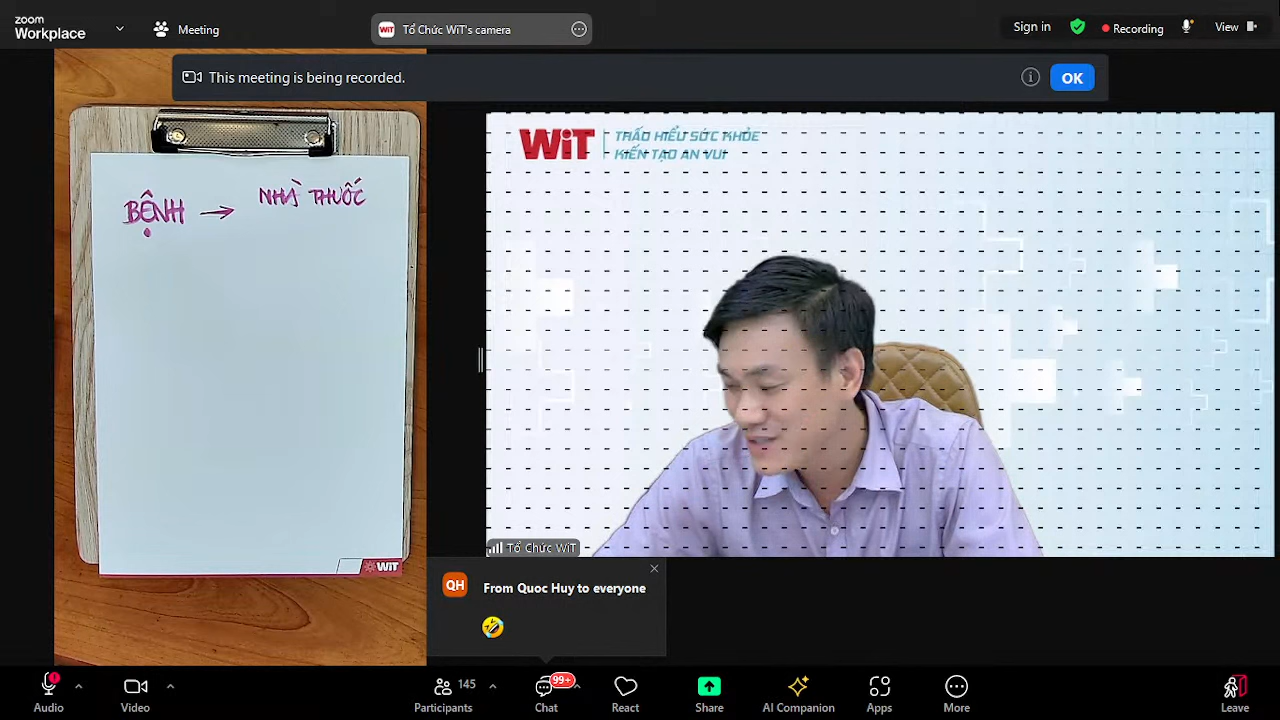 zoom
Workplace
Meeting
WiT Tổ Chức WiT's camera
Sign in
Recording
View
This meeting is being recorded.
OK
BỆNH → NHÀ THUỐC
WiT
WiT
THẤU HIỂU SỨC KHỎE
KIẾN TẠO AN VUI
Tổ Chức WiT
QH
From Quoc Huy to everyone
🤣
Audio
Video
145
Participants
99+
Chat
React
Share
AI Companion
Apps
More
Leave